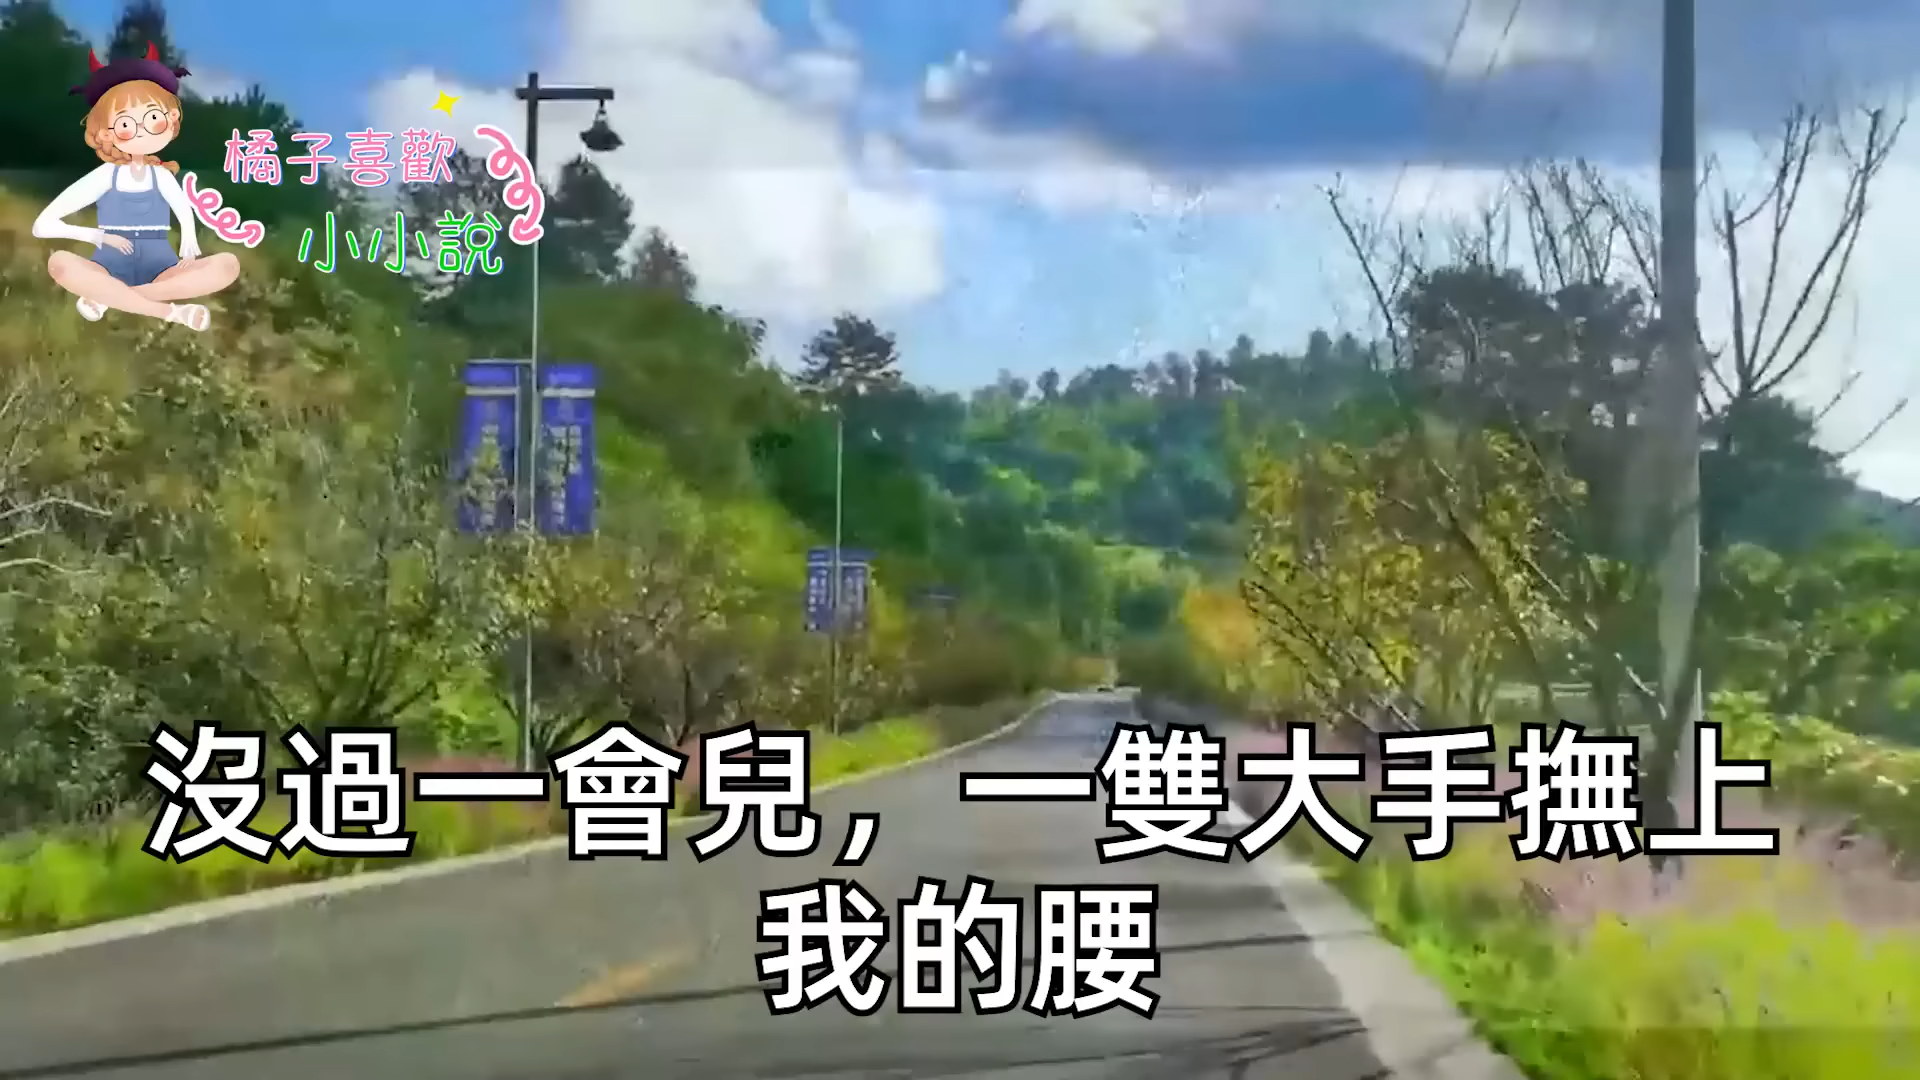 橘子喜歡
小小說
沒過一會兒，一雙大手撫上
我的腰